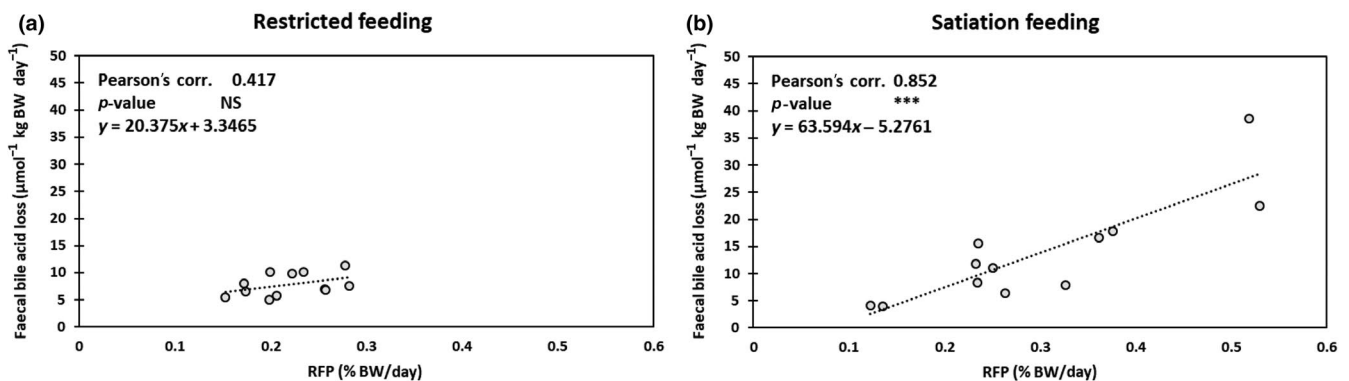 (a)
Restricted feeding
Faecal bile acid loss (µmol⁻¹ kg BW day⁻¹)
50
45
40
35
30
25
20
15
10
5
0
Pearson's corr. 0.417
p-value NS
y = 20.375x + 3.3465
0 0.1 0.2 0.3 0.4 0.5 0.6
RFP (% BW/day)
(b)
Satiation feeding
Faecal bile acid loss (µmol⁻¹ kg BW day⁻¹)
50
45
40
35
30
25
20
15
10
5
0
Pearson's corr. 0.852
p-value ***
y = 63.594x – 5.2761
0 0.1 0.2 0.3 0.4 0.5 0.6
RFP (% BW/day)